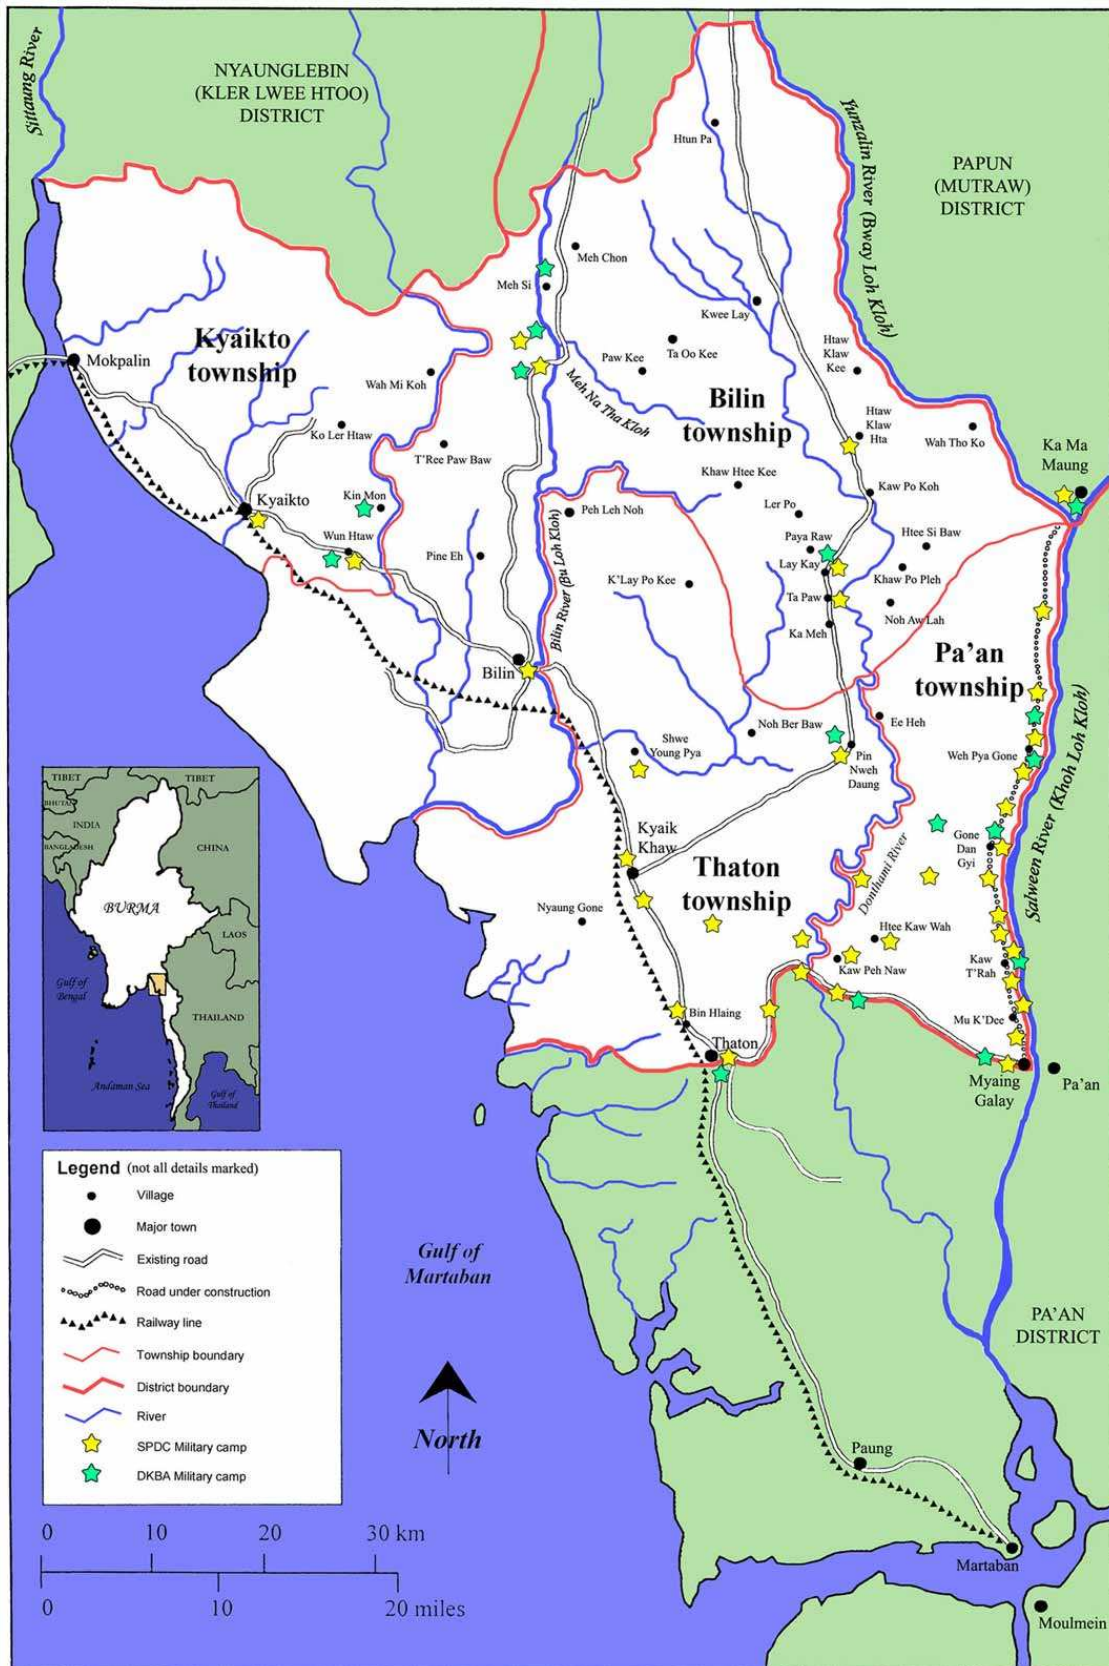 Sittaung River
NYAUNGLEBIN
(KLER LWEE HTOO)
DISTRICT
Yunzalin River (Bway Loh Kloh)
PAPUN
(MUTRAW)
DISTRICT
Htun Pa
Meh Chon
Meh Si
Kwee Lay
Kyaikto
township
Mokpalin
Ta Oo Kee
Paw Kee
Htaw
Klaw
Kee
Wah Mi Koh
Meh Na Tha Kloh
Bilin
township
Ko Ler Htaw
Htaw
Klaw
Hta
Wah Tho Ko
T'Ree Paw Baw
Ka Ma
Maung
Khaw Htee Kee
Kaw Po Koh
Kyaikto
Kin Mon
Peh Leh Noh
Ler Po
Wun Htaw
Paya Raw
Htee Si Baw
Pine Eh
Lay Kay
Khaw Po Pleh
K'Lay Po Kee
Ta Paw
Noh Aw Lah
Bilin River (Bu Loh Kloh)
Ka Meh
Pa'an
township
Bilin
Noh Ber Baw
Ee Heh
Shwe
Young Pya
Pin
Nweh
Daung
Weh Pya Gone
Salween River (Khoh Loh Kloh)
Kyaik
Khaw
Gone
Dan
Gyi
Thaton
township
Donthami River
Nyaung Gone
Htee Kaw Wah
Kaw Peh Naw
Kaw
T'Rah
Bin Hlaing
Mu K'Dee
Thaton
Myaing
Galay
Pa'an
TIBET
TIBET
BHUTAN
INDIA
BANGLADESH
CHINA
BURMA
LAOS
Gulf of
Bengal
THAILAND
Andaman Sea
Gulf of
Thailand
Legend (not all details marked)
Village
Major town
Existing road
Road under construction
Railway line
Township boundary
District boundary
River
SPDC Military camp
DKBA Military camp
Gulf of
Martaban
North
PA'AN
DISTRICT
Paung
Martaban
Moulmein
0 10 20 30 km
0 10 20 miles